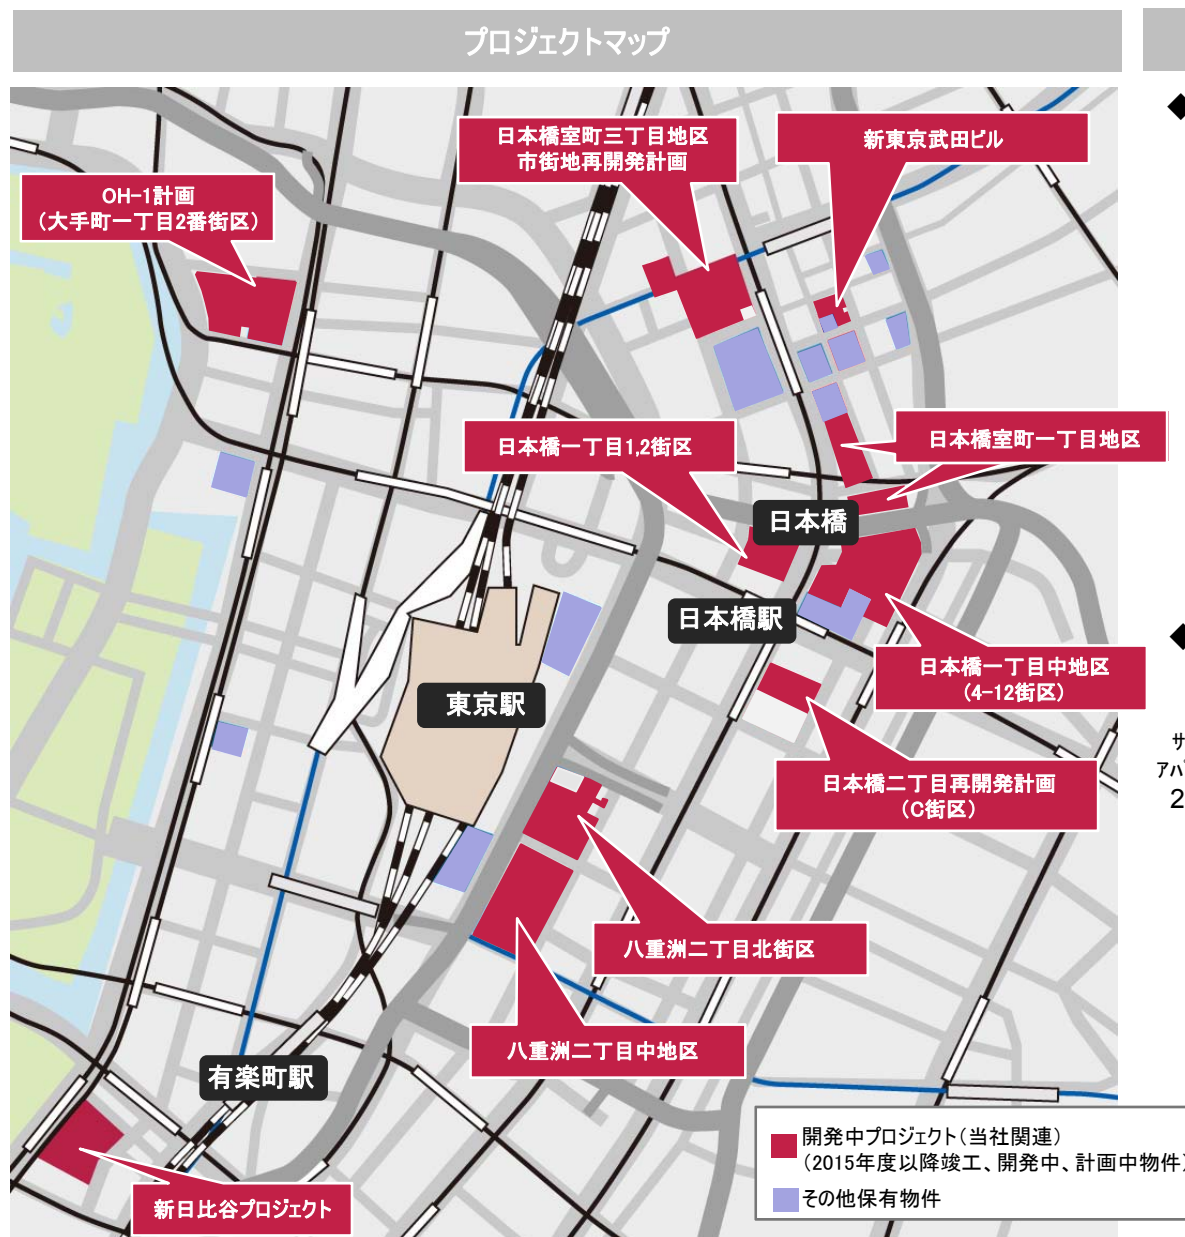 プロジェクトマップ
◆
日本橋室町三丁目地区
市街地再開発計画
新東京武田ビル
OH-1計画
（大手町一丁目2番街区）
日本橋一丁目1,2街区
日本橋室町一丁目地区
日本橋
日本橋駅
◆
日本橋一丁目中地区
（4-12街区）
東京駅
サ
アパ
2
日本橋二丁目再開発計画
（C街区）
八重洲二丁目北街区
八重洲二丁目中地区
有楽町駅
新日比谷プロジェクト
開発中プロジェクト（当社関連）
（2015年度以降竣工、開発中、計画中物件）
その他保有物件